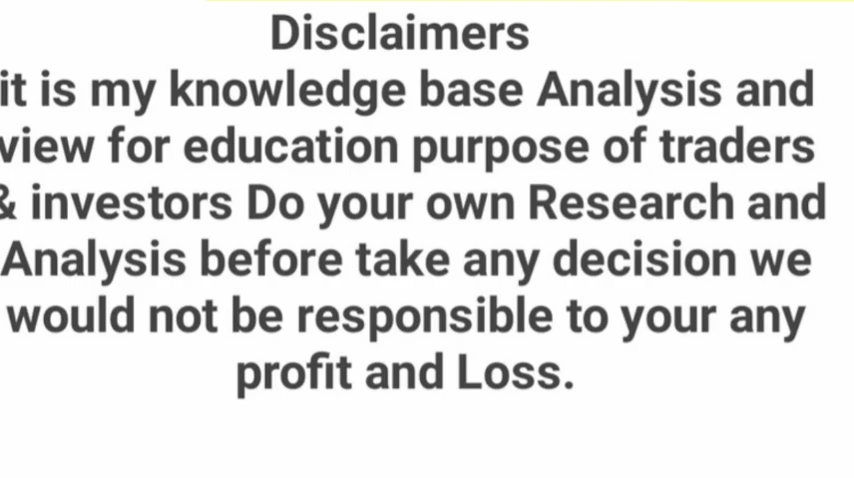 Disclaimers
it is my knowledge base Analysis and
view for education purpose of traders
& investors Do your own Research and
Analysis before take any decision we
would not be responsible to your any
profit and Loss.